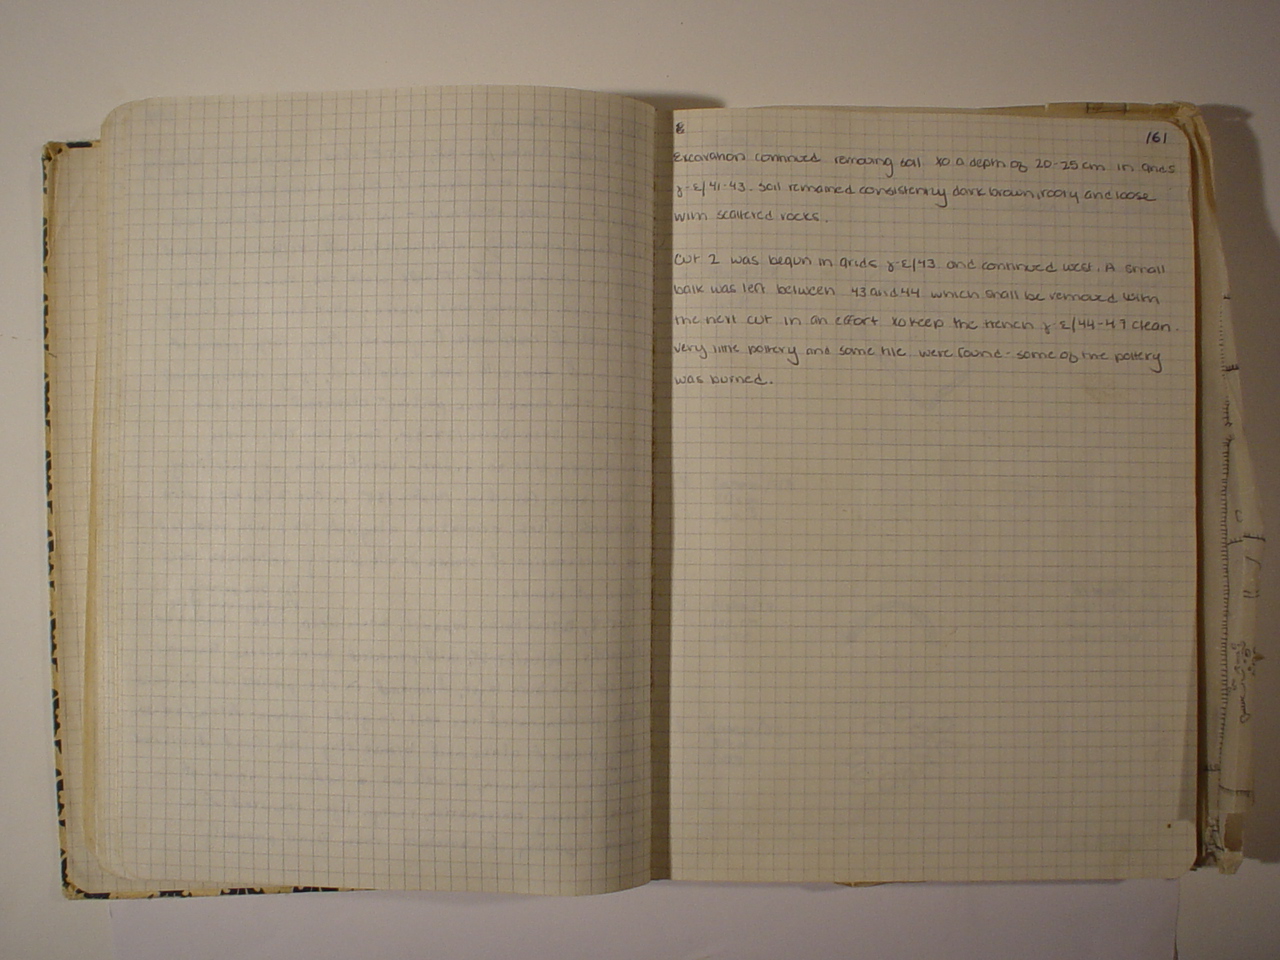 161
Excavation continued removing soil to a depth of 20-25 cm in grids
γ-ε/41-43. Soil remained consistently dark brown, rooty and loose
with scattered rocks.
Cut 2 was begun in grids γ-ε/43 and continued west. A small
balk was left between 43 and 44 which shall be removed with
the next cut in an effort to keep the trench γ-ε/44-47 clean.
Very little pottery and some tile were found - some of the pottery
was burned.